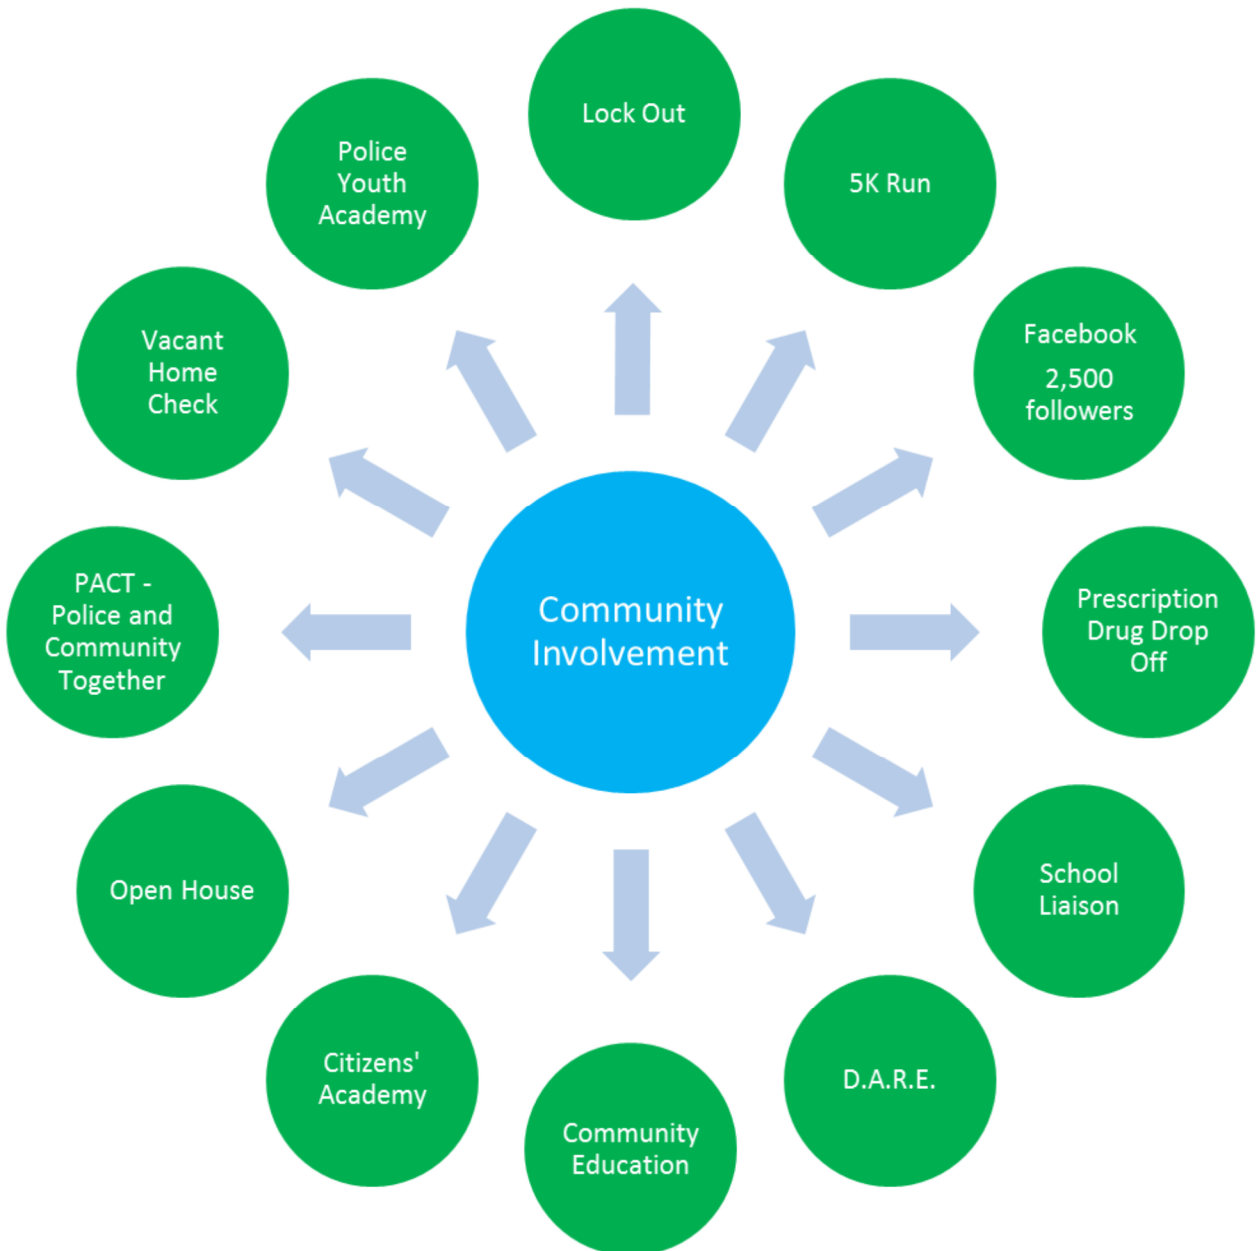 Lock Out
5K Run
Facebook
2,500
followers
Prescription
Drug Drop
Off
School
Liaison
D.A.R.E.
Community
Education
Citizens'
Academy
Open House
PACT -
Police and
Community
Together
Vacant
Home
Check
Police
Youth
Academy
Community
Involvement